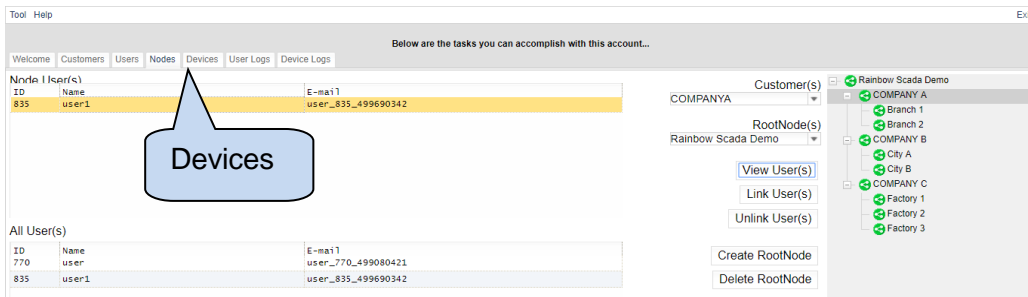 Tool Help
Below are the tasks you can accomplish with this account...
Welcome Customers Users Nodes Devices User Logs Device Logs
Node User(s)
ID Name E-mail
835 user1 user_835_499690342
Devices
All User(s)
ID Name E-mail
770 user user_770_499080421
835 user1 user_835_499690342
Customer(s)
COMPANYA
RootNode(s)
Rainbow Scada Demo
View User(s)
Link User(s)
Unlink User(s)
Create RootNode
Delete RootNode
Rainbow Scada Demo
COMPANY A
Branch 1
Branch 2
COMPANY B
City A
City B
COMPANY C
Factory 1
Factory 2
Factory 3